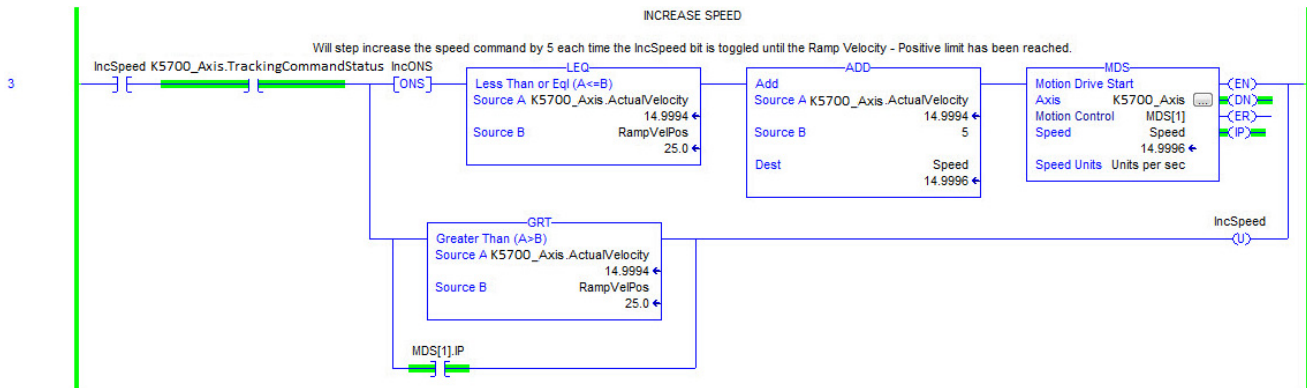 INCREASE SPEED
Will step increase the speed command by 5 each time the IncSpeed bit is toggled until the Ramp Velocity - Positive limit has been reached.
IncSpeed K5700_Axis.TrackingCommandStatus IncONS
3
ONS
LEQ
Less Than or Eql (A<=B)
Source A K5700_Axis.ActualVelocity
14.9994
Source B RampVelPos
25.0
ADD
Add
Source A K5700_Axis.ActualVelocity
14.9994
Source B 5
Dest Speed
14.9996
MDS
Motion Drive Start
Axis K5700_Axis ...
Motion Control MDS[1]
Speed Speed
14.9996
Speed Units Units per sec
EN
DN
ER
IP
GRT
Greater Than (A>B)
Source A K5700_Axis.ActualVelocity
14.9994
Source B RampVelPos
25.0
IncSpeed
U
MDS[1].IP